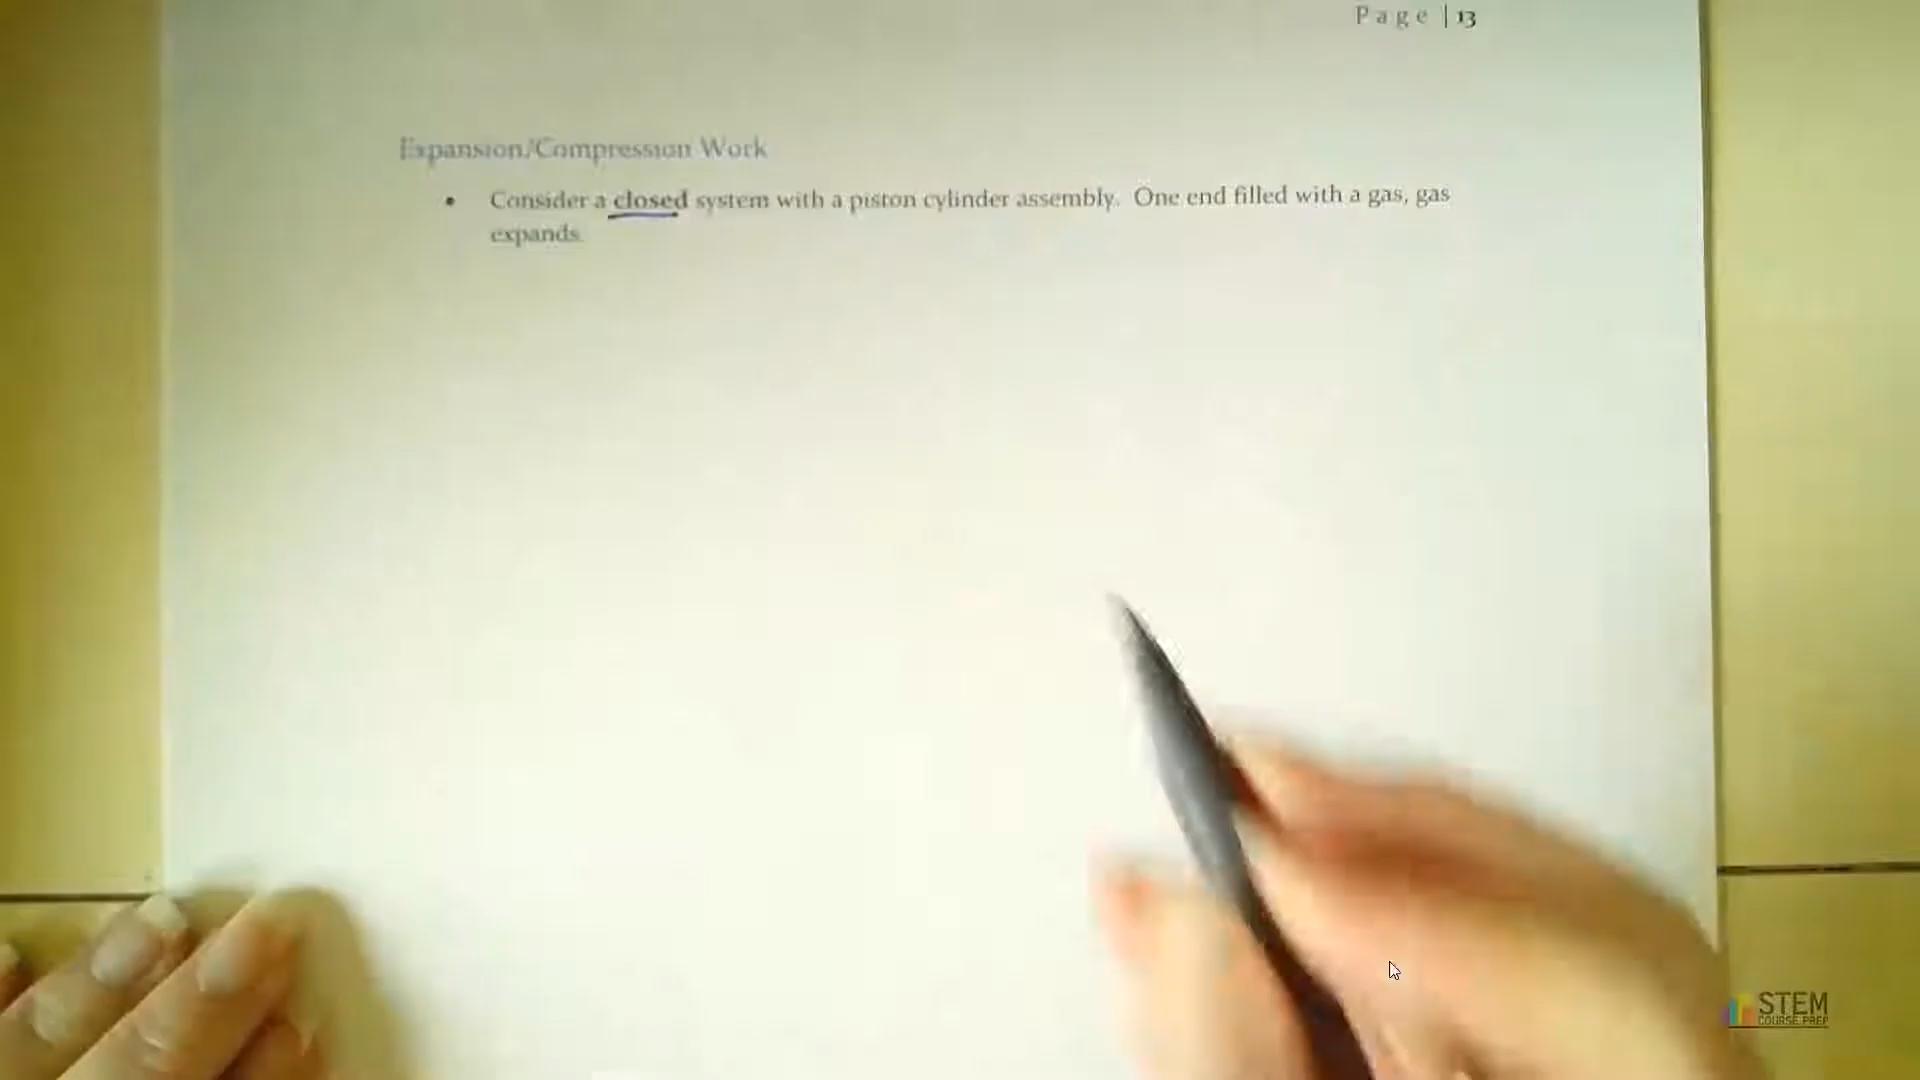 Page | 13
Expansion/Compression Work
• Consider a closed system with a piston cylinder assembly. One end filled with a gas, gas
expands.
STEM
COURSE PREP